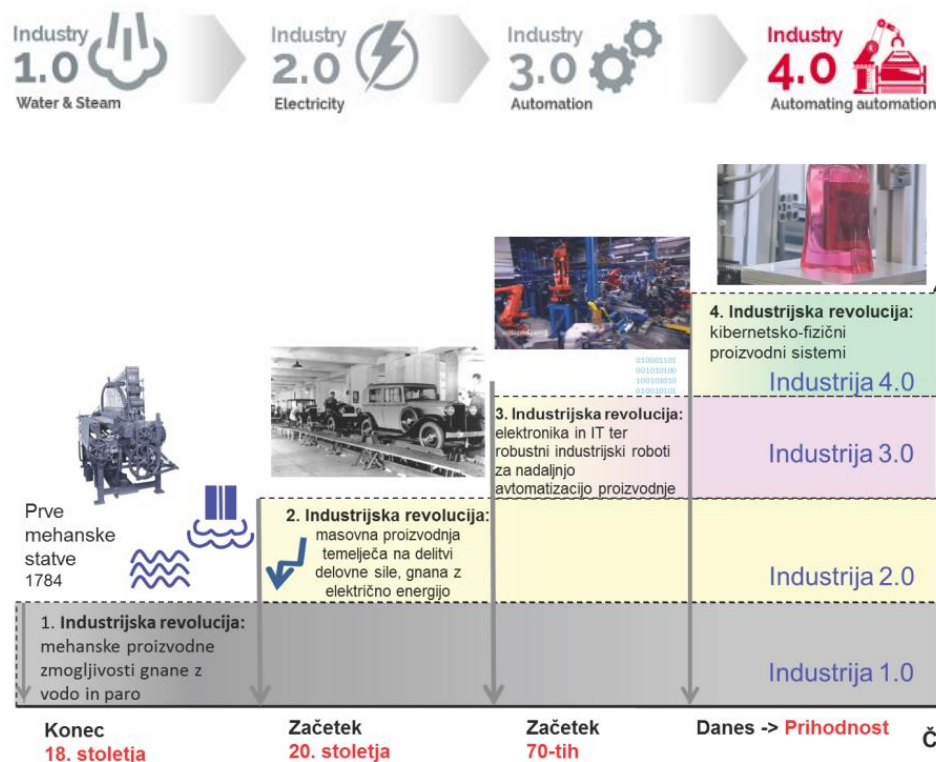 Industry
1.0
Water & Steam
Industry
2.0
Electricity
Industry
3.0
Automation
Industry
4.0
Automating automation
4. Industrijska revolucija:
kibernetsko-fizični
proizvodni sistemi
Industrija 4.0
010001101
001010100
100101010
010010101
3. Industrijska revolucija:
elektronika in IT ter
robustni industrijski roboti
za nadaljnjo
avtomatizacijo proizvodnje
Industrija 3.0
Prve
mehanske
statve
1784
2. Industrijska revolucija:
masovna proizvodnja
temelječa na delitvi
delovne sile, gnana z
električno energijo
Industrija 2.0
1. Industrijska revolucija:
mehanske proizvodne
zmogljivosti gnane z
vodo in paro
Industrija 1.0
Konec
18. stoletja
Začetek
20. stoletja
Začetek
70-tih
Danes -> Prihodnost
Č